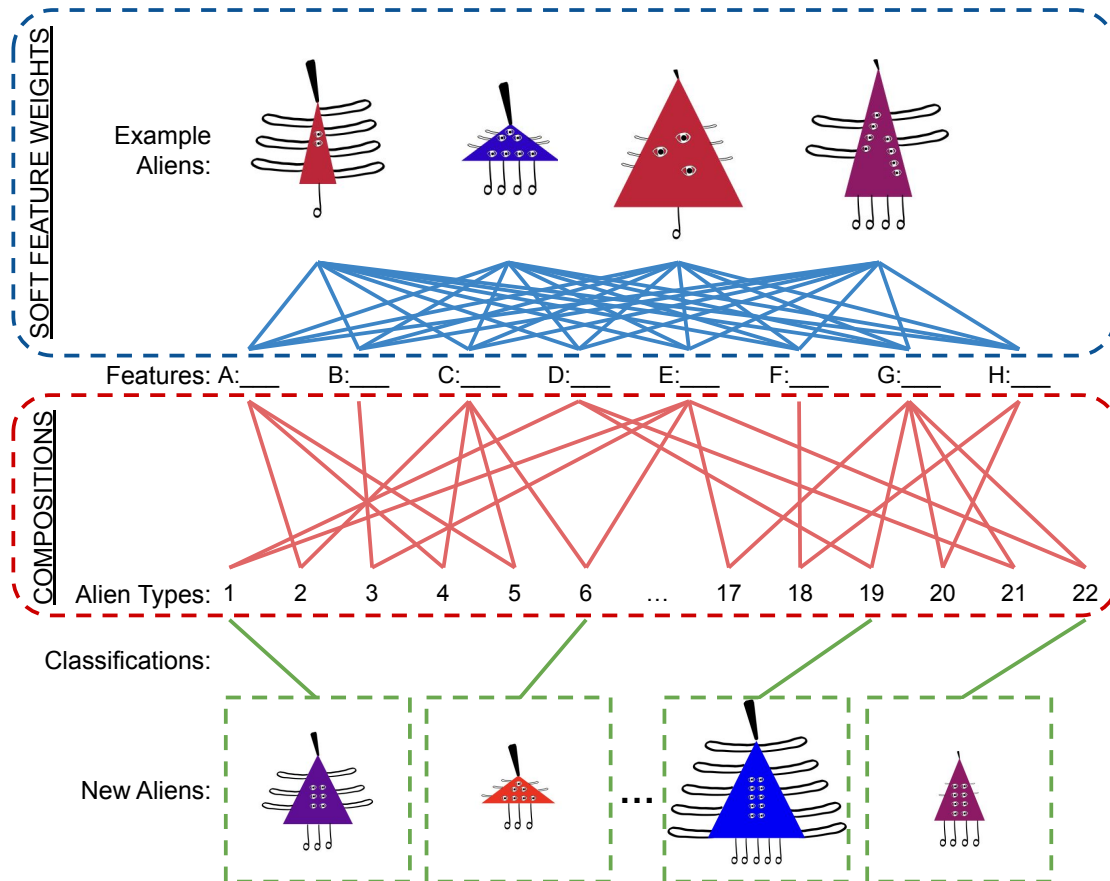 SOFT FEATURE WEIGHTS
Example
Aliens:
Features: A:___ B:___ C:___ D:___ E:___ F:___ G:___ H:___
COMPOSITIONS
Alien Types: 1 2 3 4 5 6 ... 17 18 19 20 21 22
Classifications:
New Aliens:
...